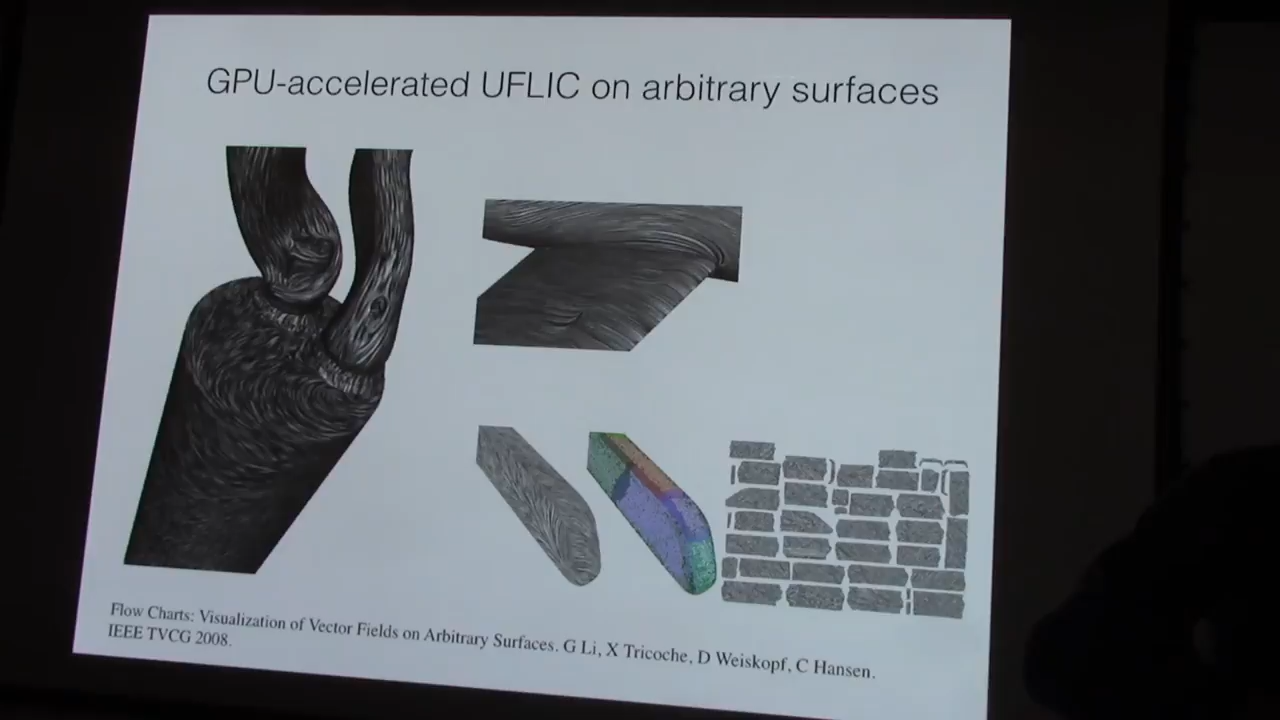 GPU-accelerated UFLIC on arbitrary surfaces
Flow Charts: Visualization of Vector Fields on Arbitrary Surfaces. G Li, X Tricoche, D Weiskopf, C Hansen.
IEEE TVCG 2008.